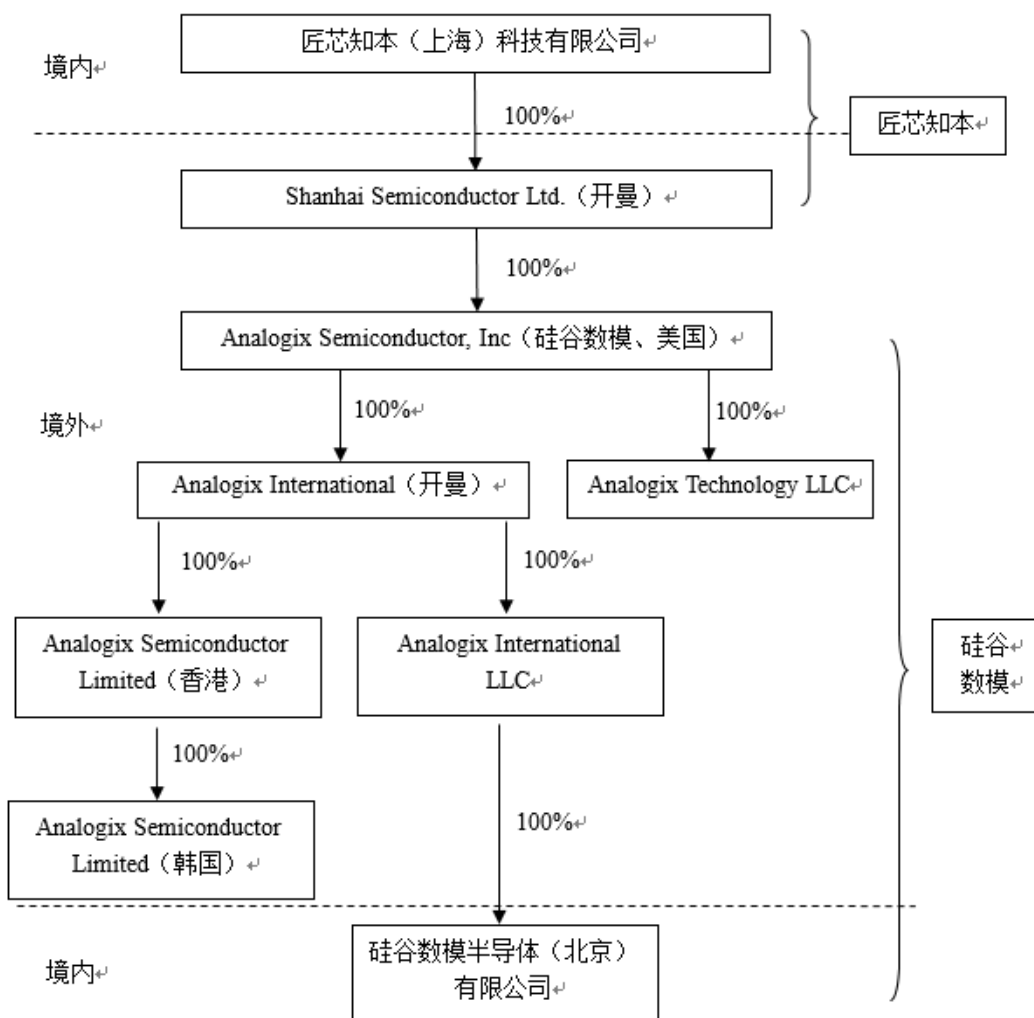 匠芯知本（上海）科技有限公司↵
境内↵
100%↵
匠芯知本↵
Shanhai Semiconductor Ltd.（开曼）↵
100%↵
Analogix Semiconductor, Inc（硅谷数模、美国）↵
100%↵
100%↵
境外↵
Analogix International（开曼）↵
Analogix Technology LLC↵
100%↵
100%↵
Analogix Semiconductor
Limited（香港）↵
Analogix International
LLC↵
硅谷↵
数模↵
100%↵
Analogix Semiconductor
Limited（韩国）↵
100%↵
硅谷数模半导体（北京）
有限公司↵
境内↵